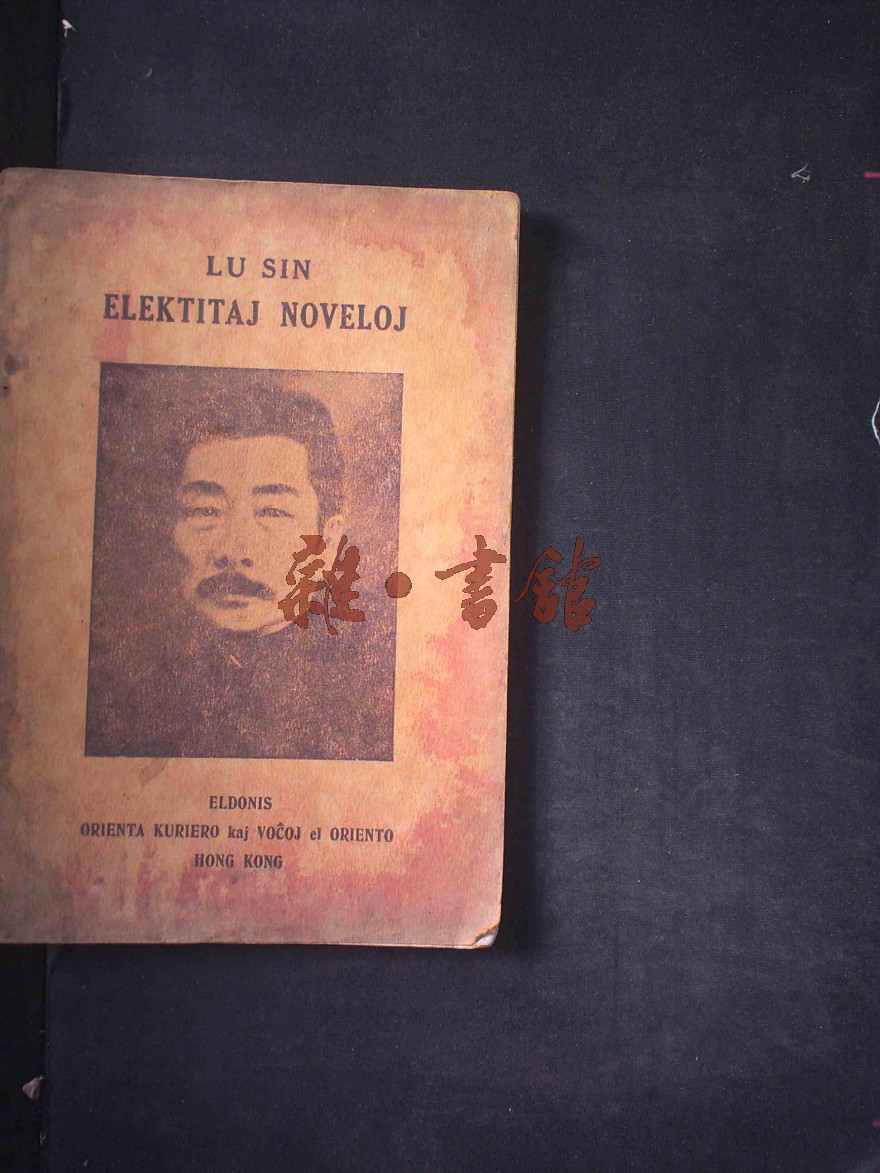 LU SIN
ELEKTITAJ NOVELOJ
雜·書館
ELDONIS
ORIENTA KURIERO kaj VOĈOJ el ORIENTO
HONG KONG